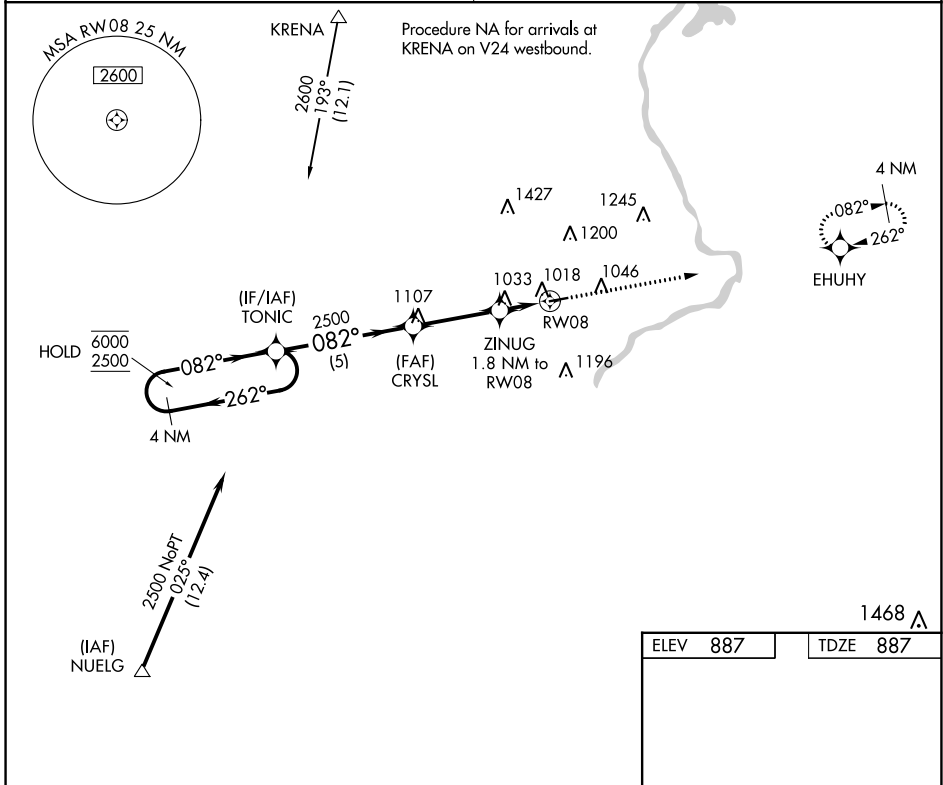 MSA RW08 25 NM
2600
KRENA
2600
193°
(12.1)
Procedure NA for arrivals at
KRENA on V24 westbound.
4 NM
082°
262°
EHUHY
1427
1245
1200
1033
1018
1046
1107
(IF/IAF)
TONIC
2500
082°
(5)
RW08
ZINUG
1.8 NM to
RW08
(FAF)
CRYSL
1196
HOLD
6000
2500
082°
262°
4 NM
2500 NoPT
025°
(12.4)
(IAF)
NUELG
1468
ELEV 887
TDZE 887